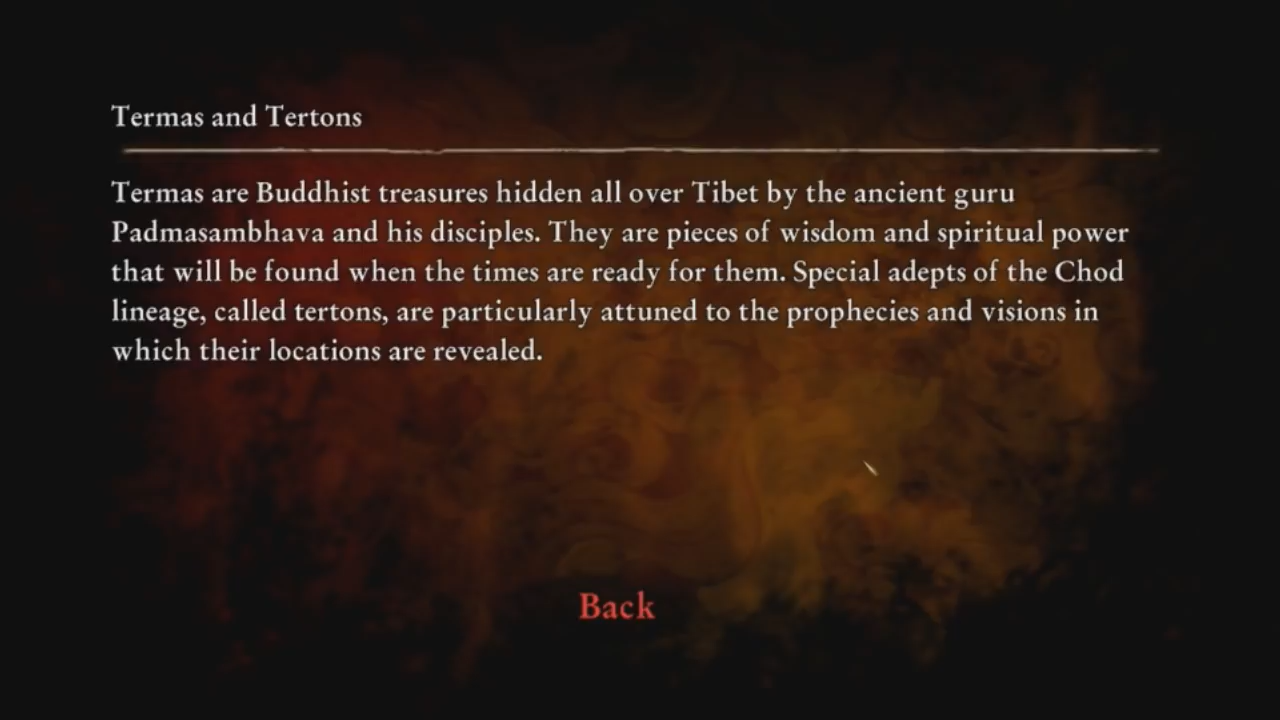 Termas and Tertons
Termas are Buddhist treasures hidden all over Tibet by the ancient guru
Padmasambhava and his disciples. They are pieces of wisdom and spiritual power
that will be found when the times are ready for them. Special adepts of the Chod
lineage, called tertons, are particularly attuned to the prophecies and visions in
which their locations are revealed.
Back